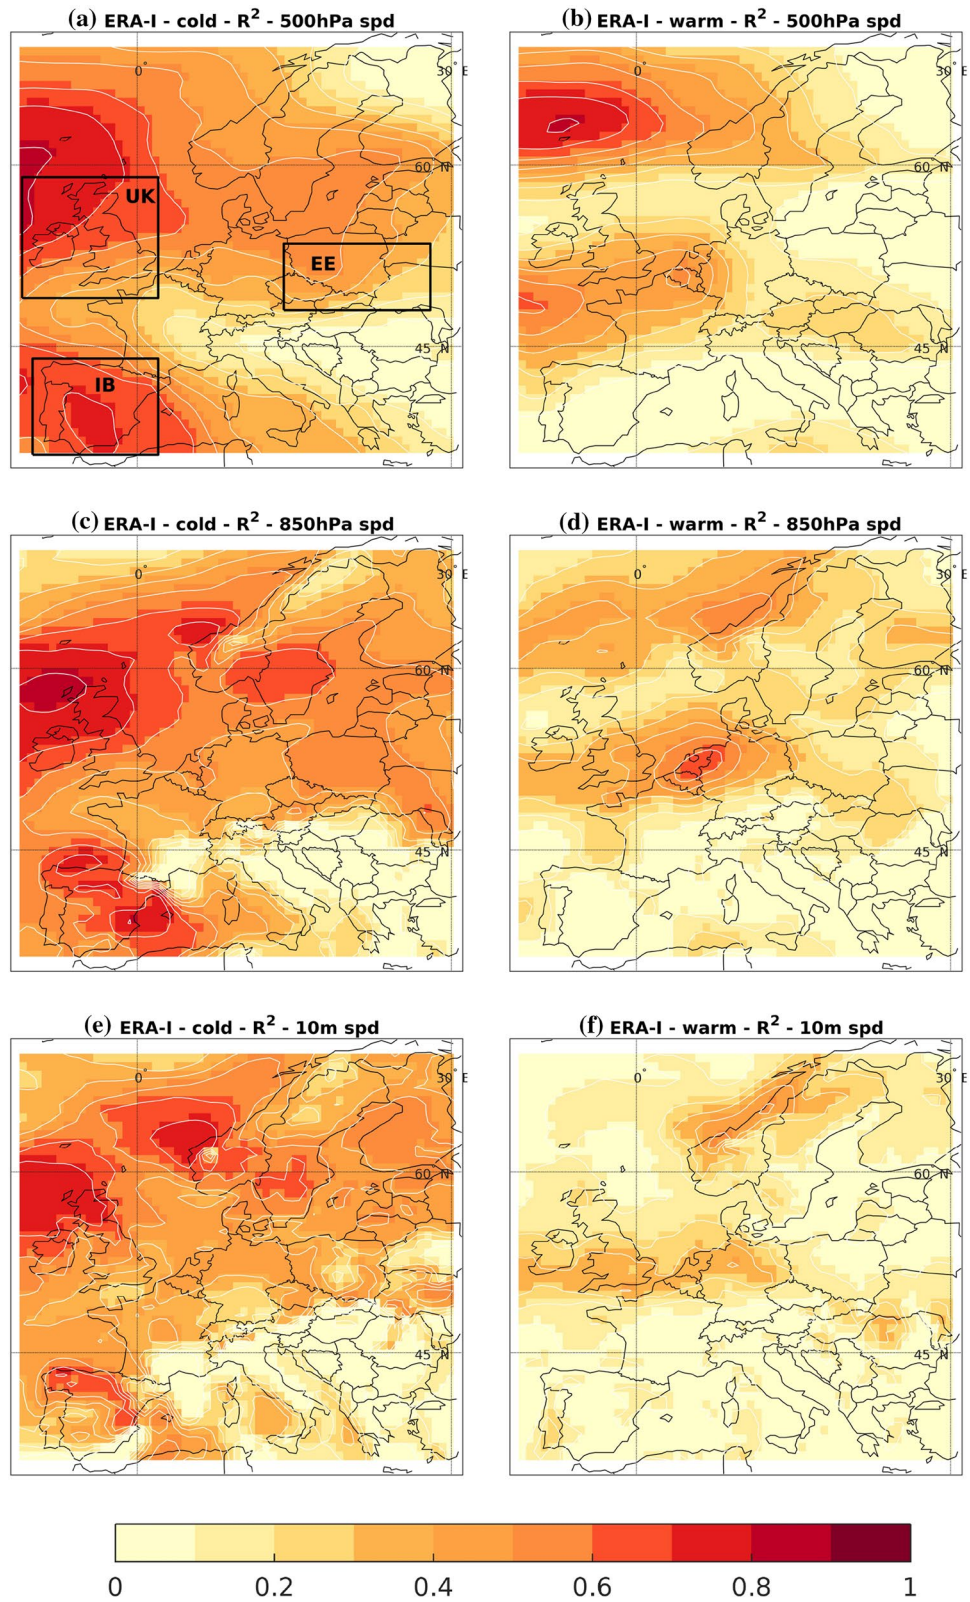 (a) ERA-I - cold - R² - 500hPa spd
(b) ERA-I - warm - R² - 500hPa spd
0° 30° E
60 N
UK
EE
45 N
IB
0° 30° E
60 N
45 N
(c) ERA-I - cold - R² - 850hPa spd
(d) ERA-I - warm - R² - 850hPa spd
0° 30° E
60 N
45 N
0° 30° E
60 N
45 N
(e) ERA-I - cold - R² - 10m spd
(f) ERA-I - warm - R² - 10m spd
0° 30° E
60 N
45 N
0° 30° E
60 N
45 N
0 0.2 0.4 0.6 0.8 1